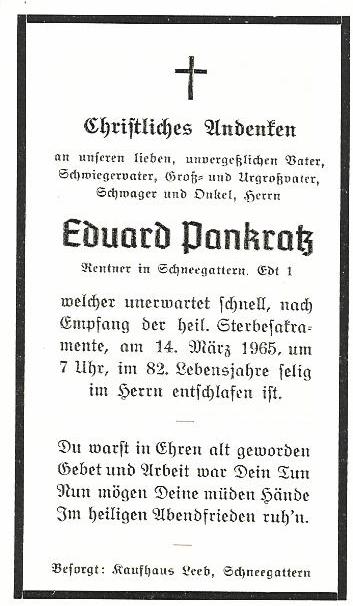 Christliches Andenken
an unseren lieben, unvergeßlichen Vater,
Schwiegervater, Groß- und Urgroßvater,
Schwager und Onkel, Herrn
Eduard Pankratz
Rentner in Schneegattern, Edt 1
welcher unerwartet schnell, nach
Empfang der heil. Sterbesakra-
mente, am 14. März 1965, um
7 Uhr, im 82. Lebensjahre selig
im Herrn entschlafen ist.
Du warst in Ehren alt geworden
Gebet und Arbeit war Dein Tun
Nun mögen Deine müden Hände
Im heiligen Abendfrieden ruh'n.
Besorgt: Kaufhaus Leeb, Schneegattern